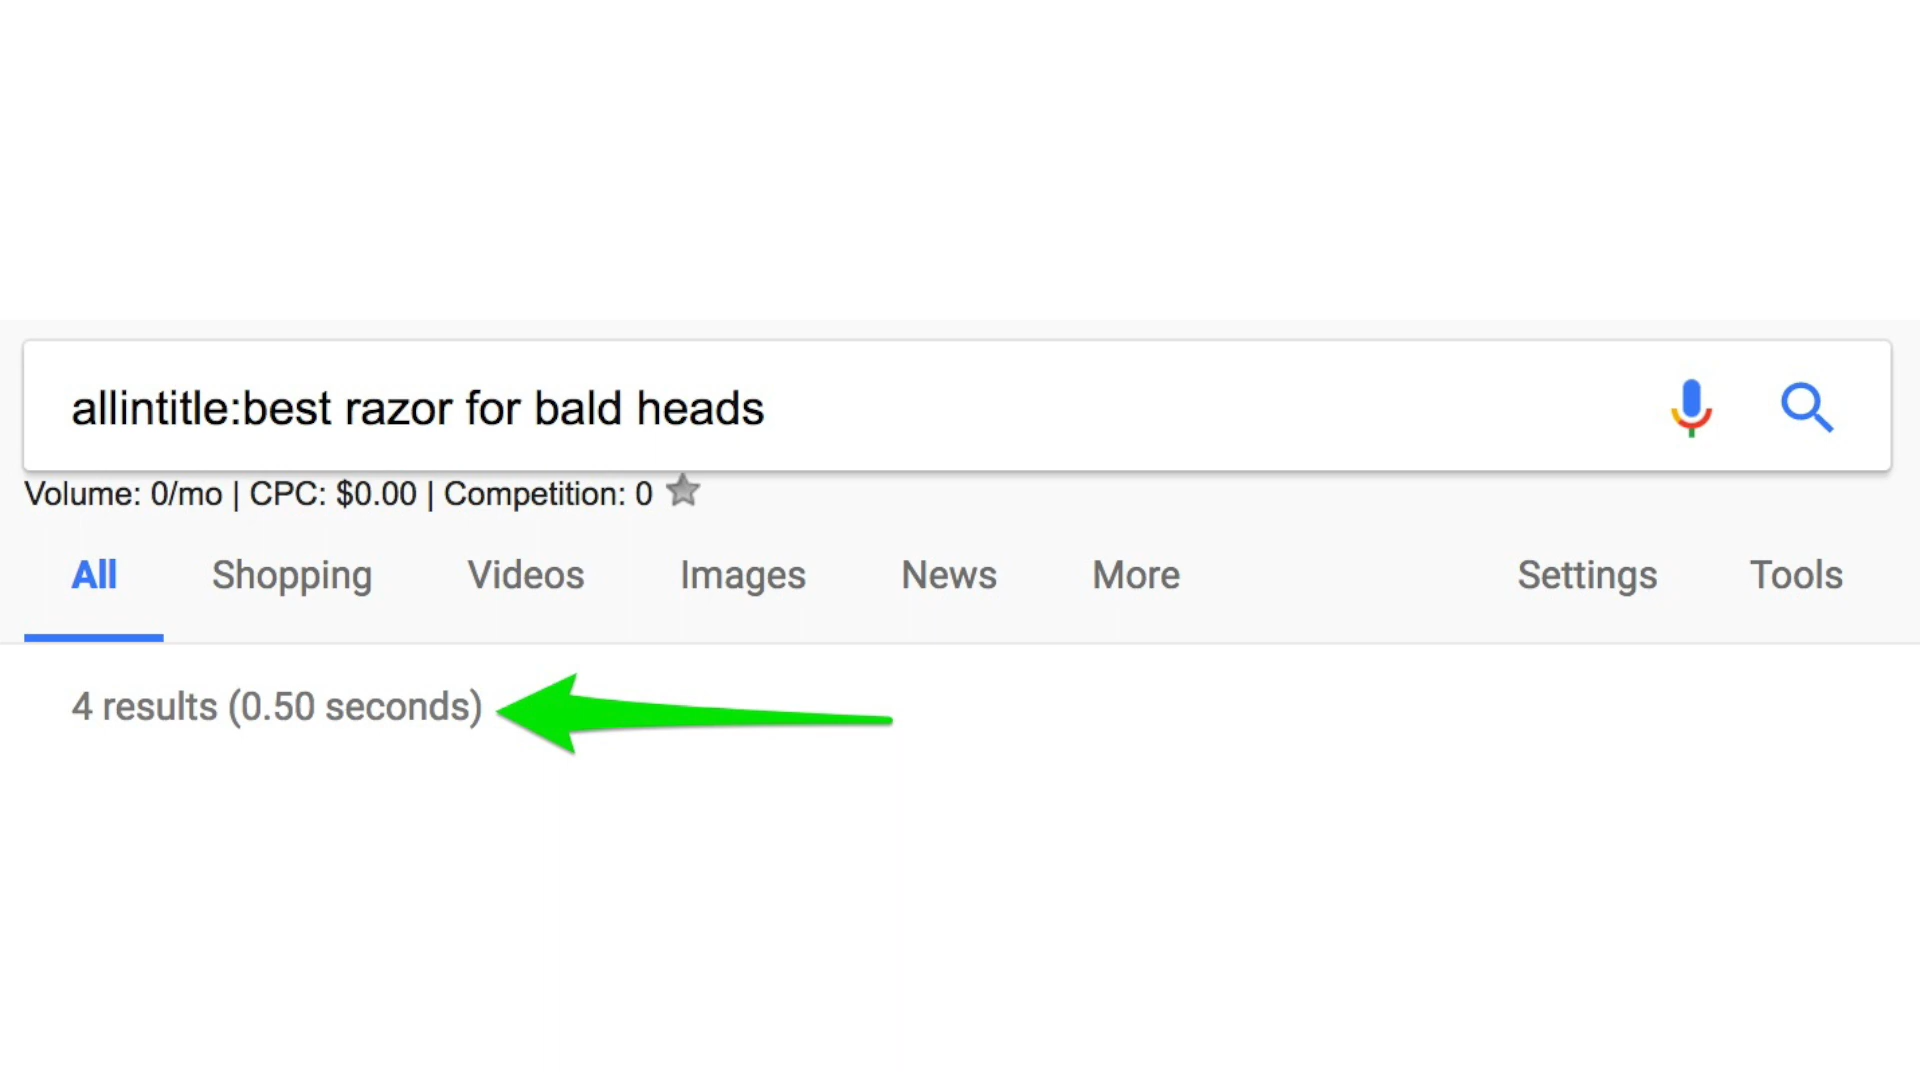 allintitle:best razor for bald heads
Volume: 0/mo | CPC: $0.00 | Competition: 0
All Shopping Videos Images News More Settings Tools
4 results (0.50 seconds)